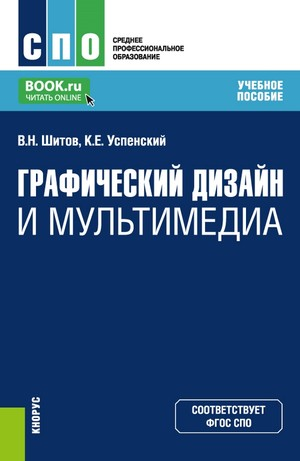 СПО
СРЕДНЕЕ
ПРОФЕССИОНАЛЬНОЕ
ОБРАЗОВАНИЕ
BOOK.ru
ЧИТАТЬ ONLINE
УЧЕБНОЕ
ПОСОБИЕ
В.Н. Шитов, К.Е. Успенский
ГРАФИЧЕСКИЙ ДИЗАЙН
И МУЛЬТИМЕДИА
КНОРУС
СООТВЕТСТВУЕТ
ФГОС СПО